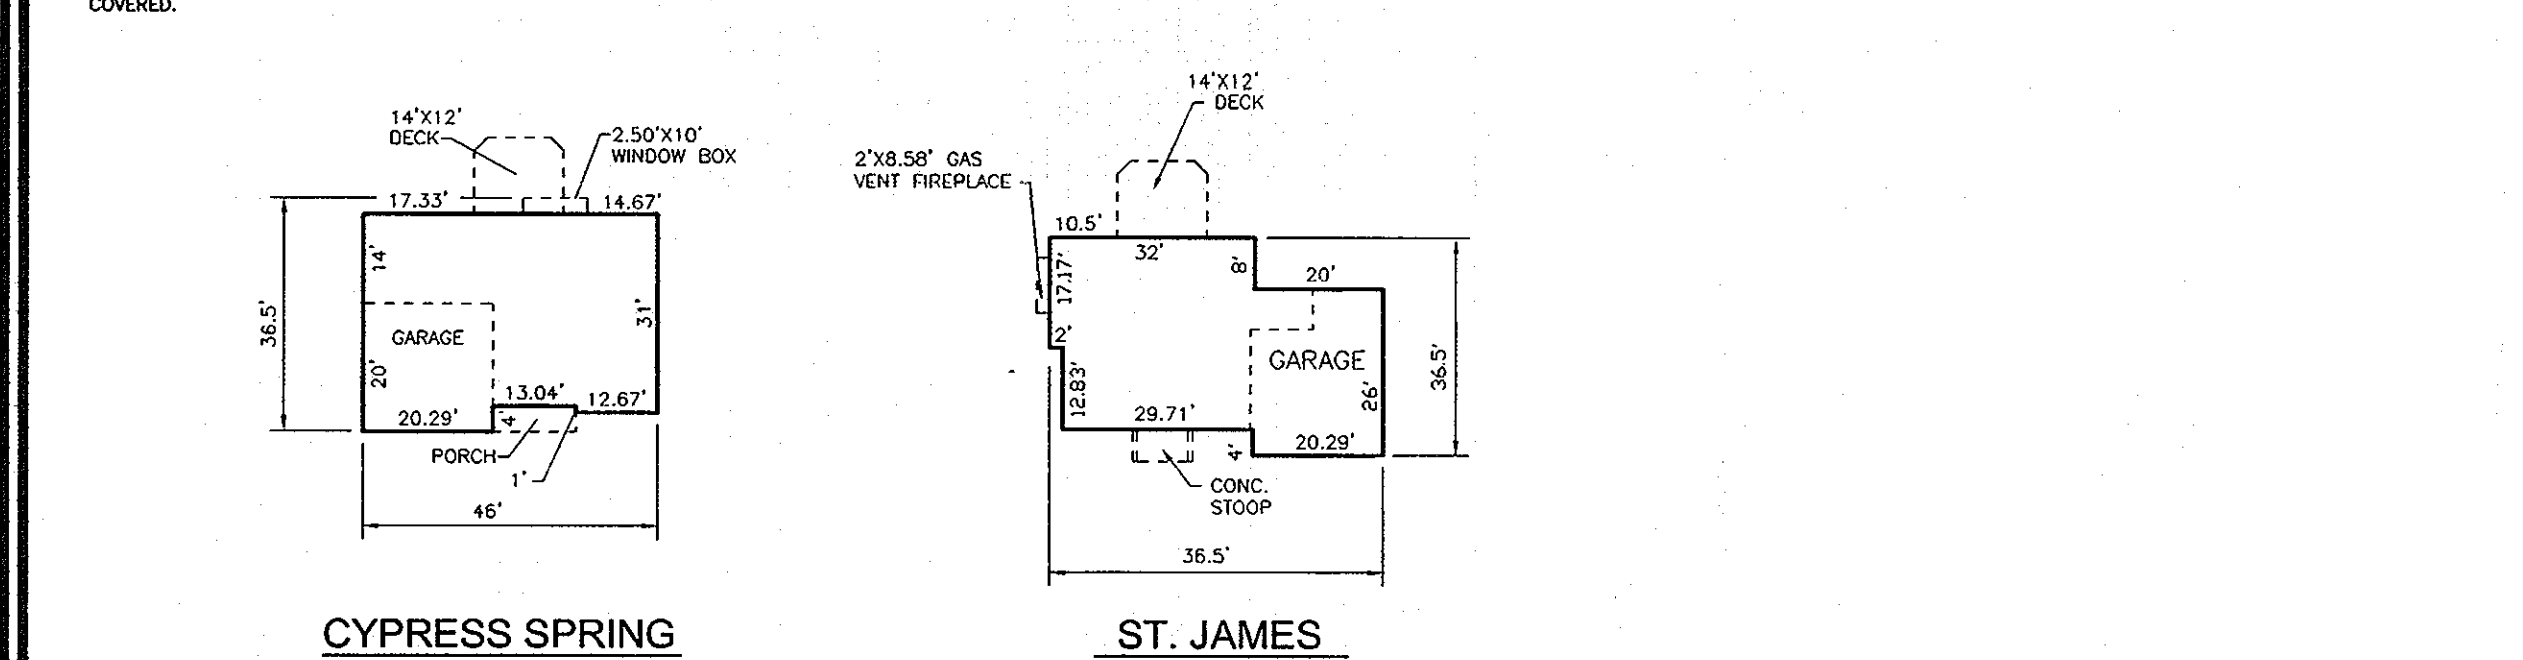 COVERED.
14'X12'
DECK
2.50'X10'
WINDOW BOX
17.33'
14.67'
14'
36.5'
31'
GARAGE
20'
13.04'
12.67'
20.29'
4'
PORCH
1'
46'
CYPRESS SPRING
14'X12'
DECK
2'X8.58' GAS
VENT FIREPLACE
10.5'
32'
8'
17.17'
20'
2'
GARAGE
36.5'
12.83'
26'
29.71'
20.29'
4'
CONC.
STOOP
36.5'
ST. JAMES